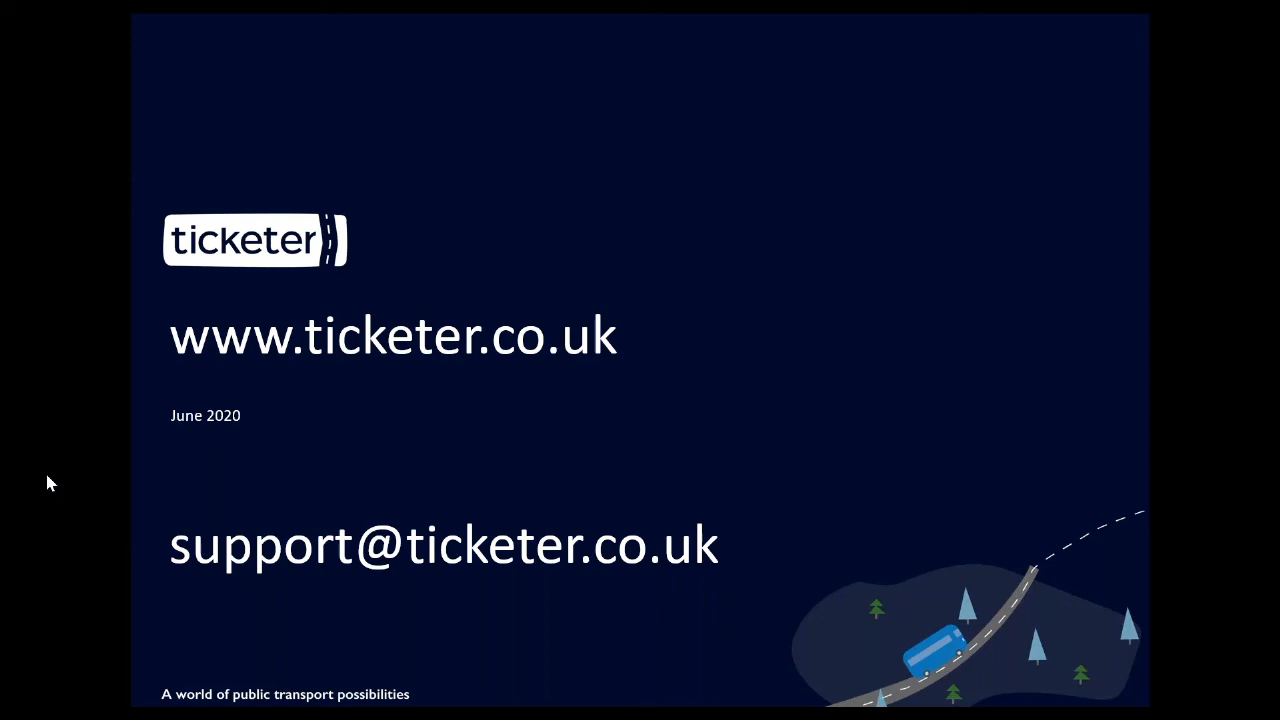 ticketer
www.ticketer.co.uk
June 2020
support@ticketer.co.uk
A world of public transport possibilities